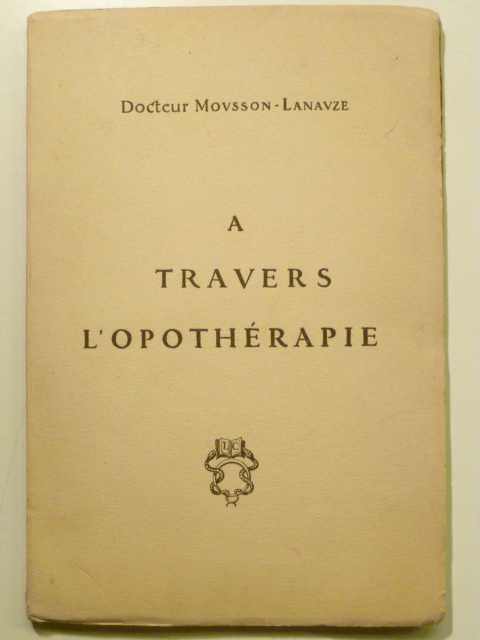 Docteur MOVSSON-LANAVZE
A
TRAVERS
L'OPOTHÉRAPIE
L C